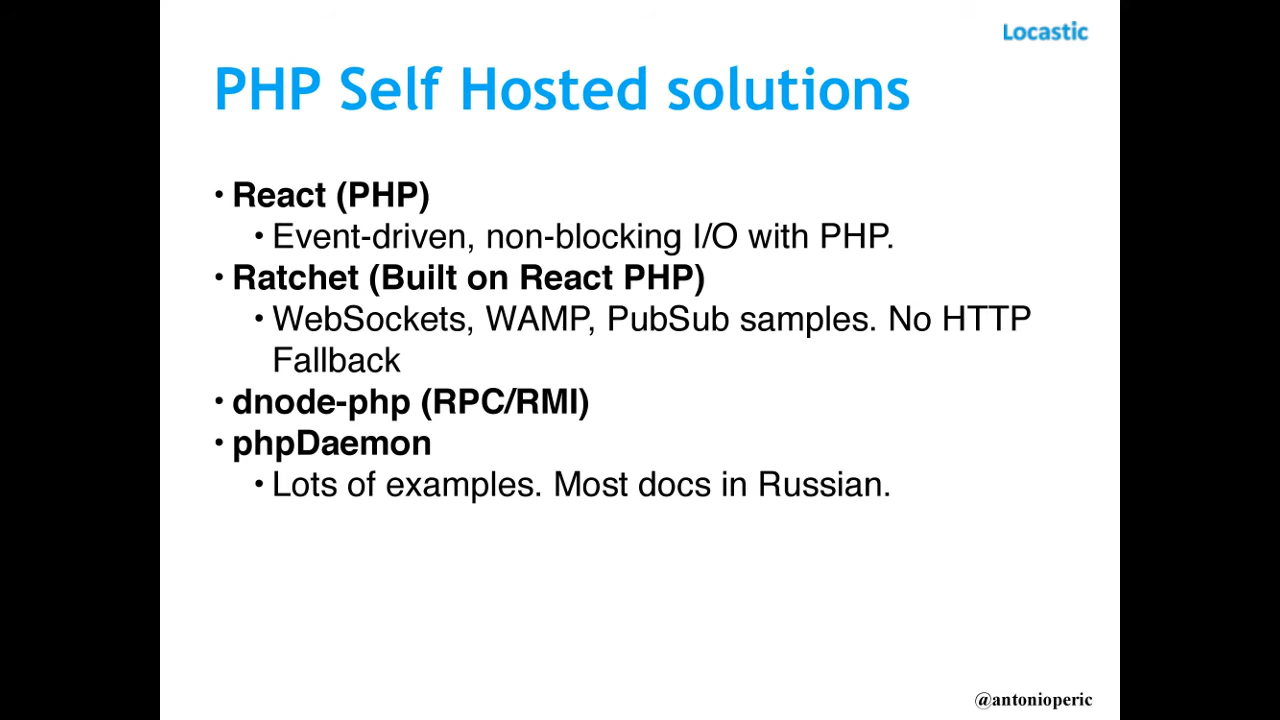 Locastic
PHP Self Hosted solutions
• React (PHP)
• Event-driven, non-blocking I/O with PHP.
• Ratchet (Built on React PHP)
• WebSockets, WAMP, PubSub samples. No HTTP
Fallback
• dnode-php (RPC/RMI)
• phpDaemon
• Lots of examples. Most docs in Russian.
@antonioperic